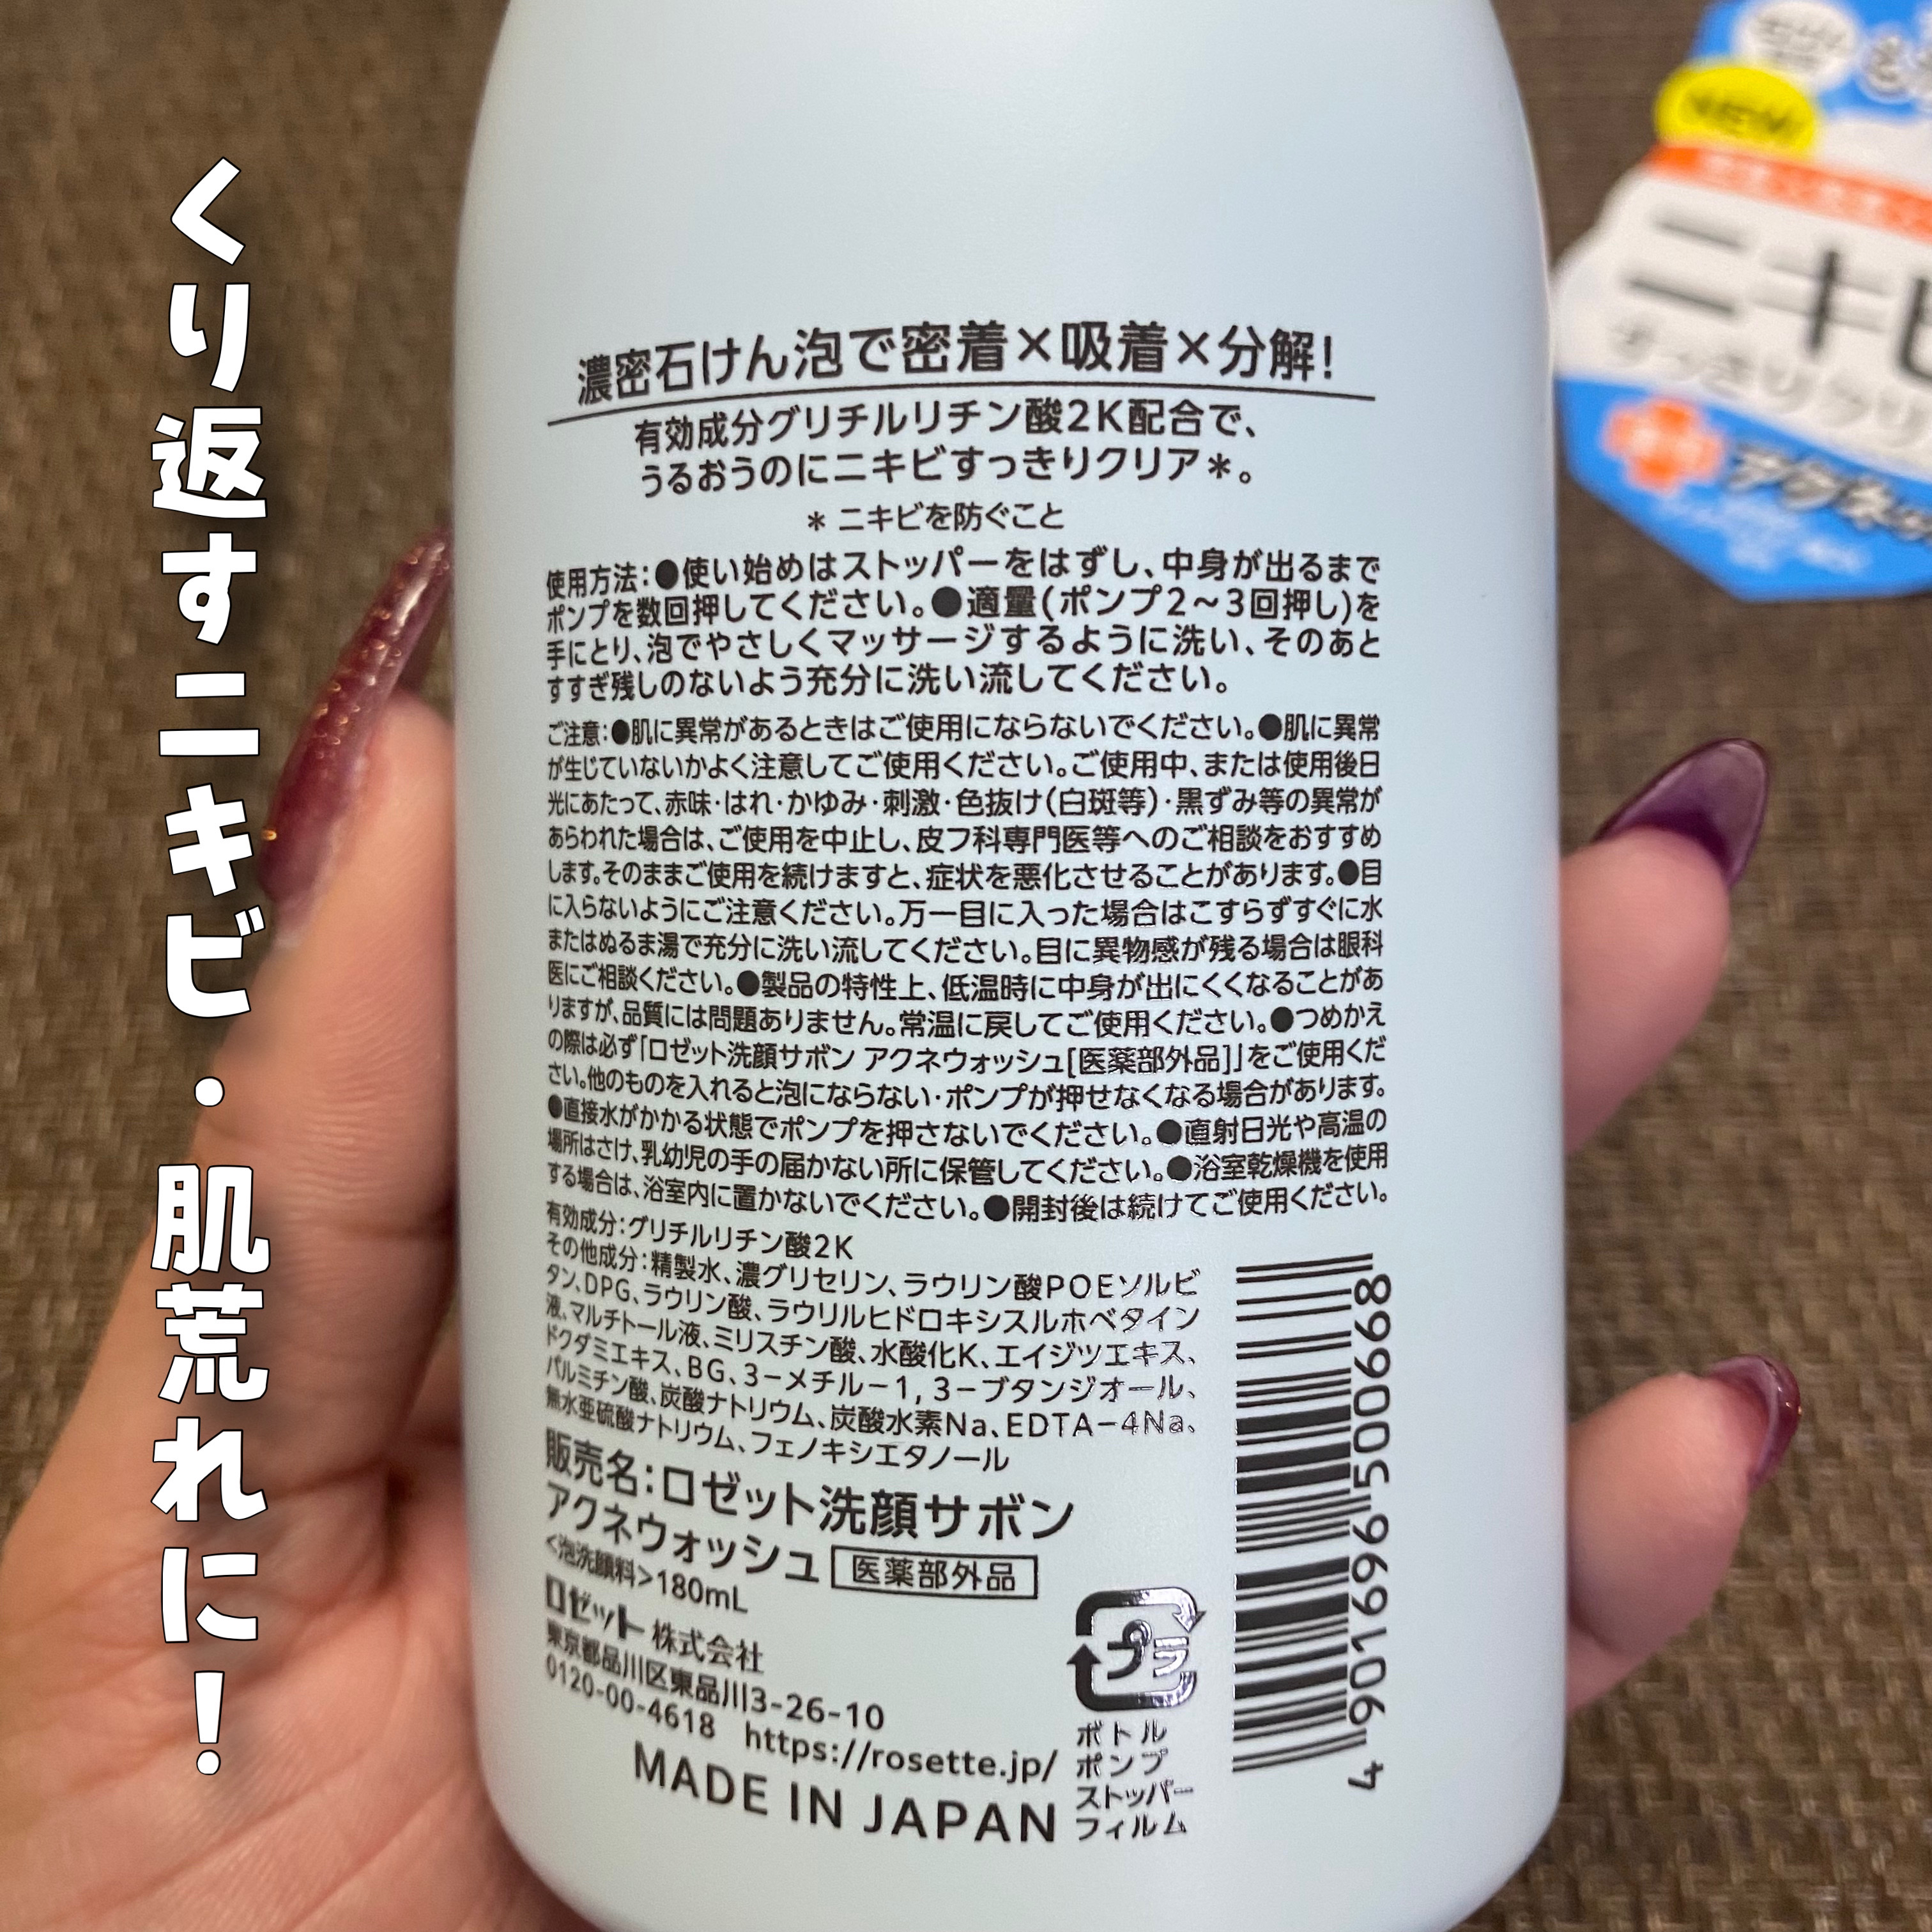 くり返すニキビ・肌荒れに！
濃密石けん泡で密着×吸着×分解!
有効成分グリチルリチン酸2K配合で、
うるおうのにニキビすっきりクリア＊。
＊ ニキビを防ぐこと
使用方法:●使い始めはストッパーをはずし、中身が出るまで
ポンプを数回押してください。●適量(ポンプ2～3回押し)を
手にとり、泡でやさしくマッサージするように洗い、そのあと
すすぎ残しのないよう充分に洗い流してください。
ご注意:●肌に異常があるときはご使用にならないでください。●肌に異常
が生じていないかよく注意してご使用ください。ご使用中、または使用後日
光にあたって、赤味・はれ・かゆみ・刺激・色抜け(白斑等)・黒ずみ等の異常が
あらわれた場合は、ご使用を中止し、皮フ科専門医等へのご相談をおすすめ
します。そのままご使用を続けますと、症状を悪化させることがあります。●目
に入らないようにご注意ください。万一目に入った場合はこすらずすぐに水
またはぬるま湯で充分に洗い流してください。目に異物感が残る場合は眼科
医にご相談ください。●製品の特性上、低温時に中身が出にくくなることがあ
りますが、品質には問題ありません。常温に戻してご使用ください。●つめかえ
の際は必ず「ロゼット洗顔サボン アクネウォッシュ[医薬部外品]」をご使用くだ
さい。他のものを入れると泡にならない・ポンプが押せなくなる場合があります。
●直接水がかかる状態でポンプを押さないでください。●直射日光や高温の
場所はさけ、乳幼児の手の届かない所に保管してください。●浴室乾燥機を使用
する場合は、浴室内に置かないでください。●開封後は続けてご使用ください。
有効成分:グリチルリチン酸2K
その他成分:精製水、濃グリセリン、ラウリン酸POEソルビ
タン、DPG、ラウリン酸、ラウリルヒドロキシスルホベタイン
液、マルチトール液、ミリスチン酸、水酸化K、エイジツエキス、
ドクダミエキス、BG、3－メチル－1,3－ブタンジオール、
パルミチン酸、炭酸ナトリウム、炭酸水素Na、EDTA－4Na、
無水亜硫酸ナトリウム、フェノキシエタノール
販売名:ロゼット洗顔サボン
アクネウォッシュ 医薬部外品
<泡洗顔料>180mL
ロゼット 株式会社
東京都品川区東品川3-26-10
0120-00-4618 https://rosette.jp/
MADE IN JAPAN
プラ
ボトル
ポンプ
ストッパー
フィルム
4 901696 500898
NEW!
ニキビ
すっきりクリ
アクネ